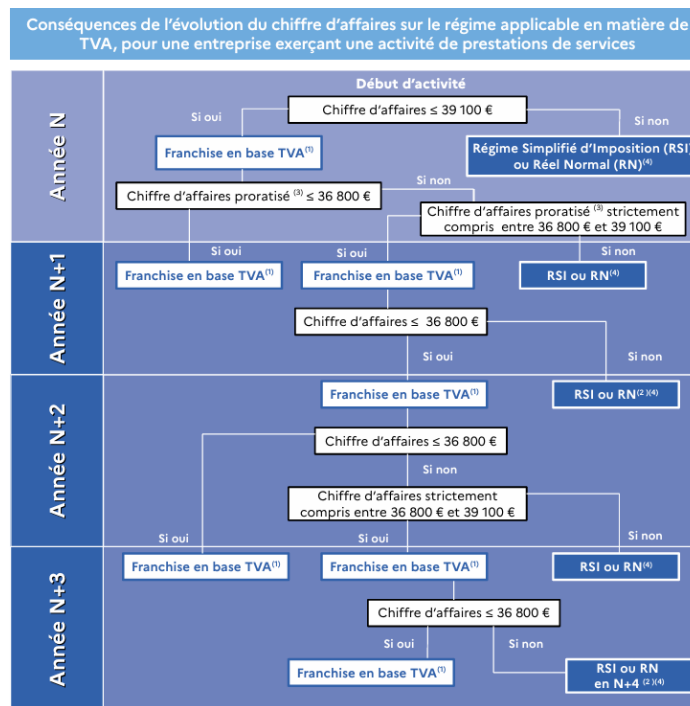 Conséquences de l'évolution du chiffre d'affaires sur le régime applicable en matière de
TVA, pour une entreprise exerçant une activité de prestations de services
Année N
Début d'activité
Chiffre d'affaires ≤ 39 100 €
Si oui
Si non
Franchise en base TVA(1)
Régime Simplifié d'Imposition (RSI)
ou Réel Normal (RN)(4)
Si non
Chiffre d'affaires proratisé (3) ≤ 36 800 €
Chiffre d'affaires proratisé (3) strictement
compris entre 36 800 € et 39 100 €
Année N+1
Si oui
Si oui
Si non
Franchise en base TVA(1)
Franchise en base TVA(1)
RSI ou RN(4)
Chiffre d'affaires ≤ 36 800 €
Si oui
Si non
Année N+2
Franchise en base TVA(1)
RSI ou RN(2)(4)
Chiffre d'affaires ≤ 36 800 €
Si non
Chiffre d'affaires strictement
compris entre 36 800 € et 39 100 €
Si oui
Si oui
Si non
Année N+3
Franchise en base TVA(1)
Franchise en base TVA(1)
RSI ou RN(4)
Chiffre d'affaires ≤ 36 800 €
Si oui
Si non
Franchise en base TVA(1)
RSI ou RN
en N+4 (2)(4)